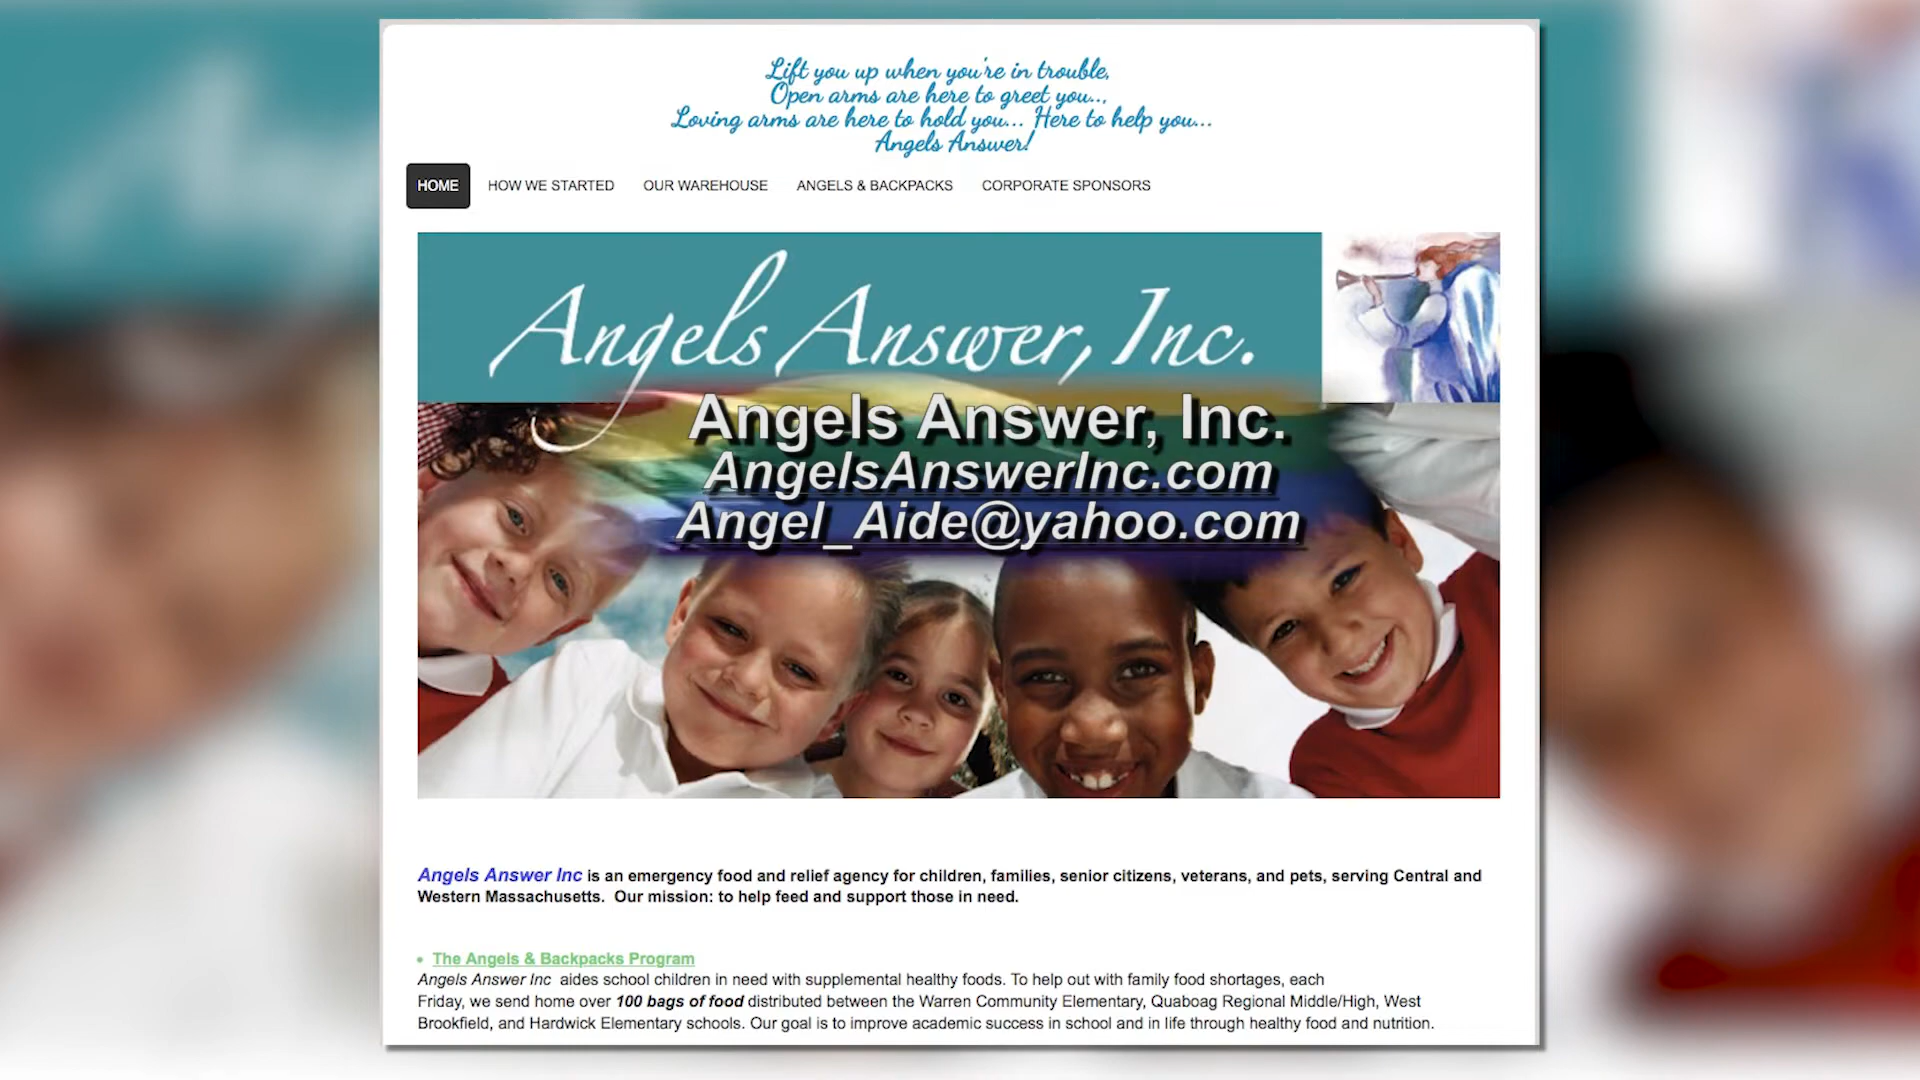 Lift you up when you're in trouble,
Open arms are here to greet you...,
Loving arms are here to hold you... Here to help you...
Angels Answer!
HOME HOW WE STARTED OUR WAREHOUSE ANGELS & BACKPACKS CORPORATE SPONSORS
Angels Answer, Inc.
Angels Answer, Inc.
AngelsAnswerInc.com
Angel_Aide@yahoo.com
Angels Answer Inc is an emergency food and relief agency for children, families, senior citizens, veterans, and pets, serving Central and
Western Massachusetts.  Our mission: to help feed and support those in need.
• The Angels & Backpacks Program
Angels Answer Inc  aides school children in need with supplemental healthy foods. To help out with family food shortages, each
Friday, we send home over 100 bags of food distributed between the Warren Community Elementary, Quaboag Regional Middle/High, West
Brookfield, and Hardwick Elementary schools. Our goal is to improve academic success in school and in life through healthy food and nutrition.